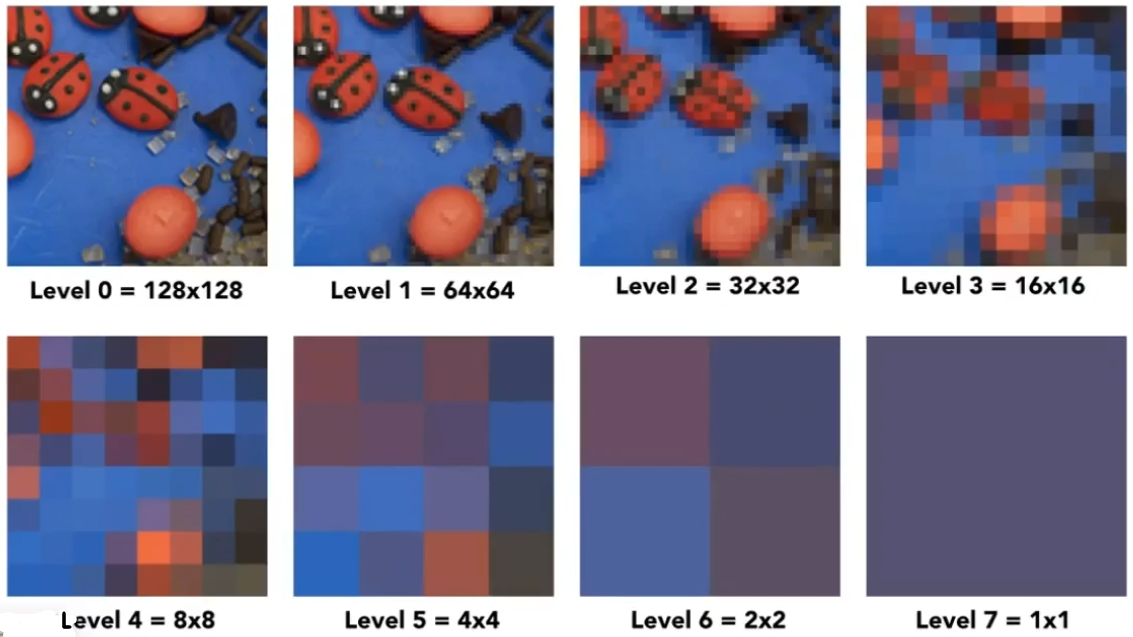 Level 0 = 128x128
Level 1 = 64x64
Level 2 = 32x32
Level 3 = 16x16
Level 4 = 8x8
Level 5 = 4x4
Level 6 = 2x2
Level 7 = 1x1